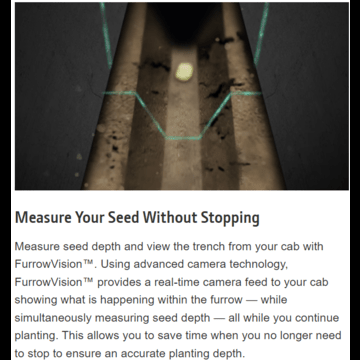 Measure Your Seed Without Stopping
Measure seed depth and view the trench from your cab with
FurrowVision™. Using advanced camera technology,
FurrowVision™ provides a real-time camera feed to your cab
showing what is happening within the furrow — while
simultaneously measuring seed depth — all while you continue
planting. This allows you to save time when you no longer need
to stop to ensure an accurate planting depth.